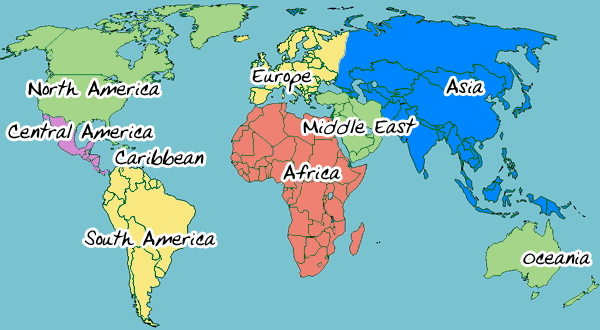 Europe
North America
Asia
Central America
Middle East
Caribbean
Africa
South America
Oceania